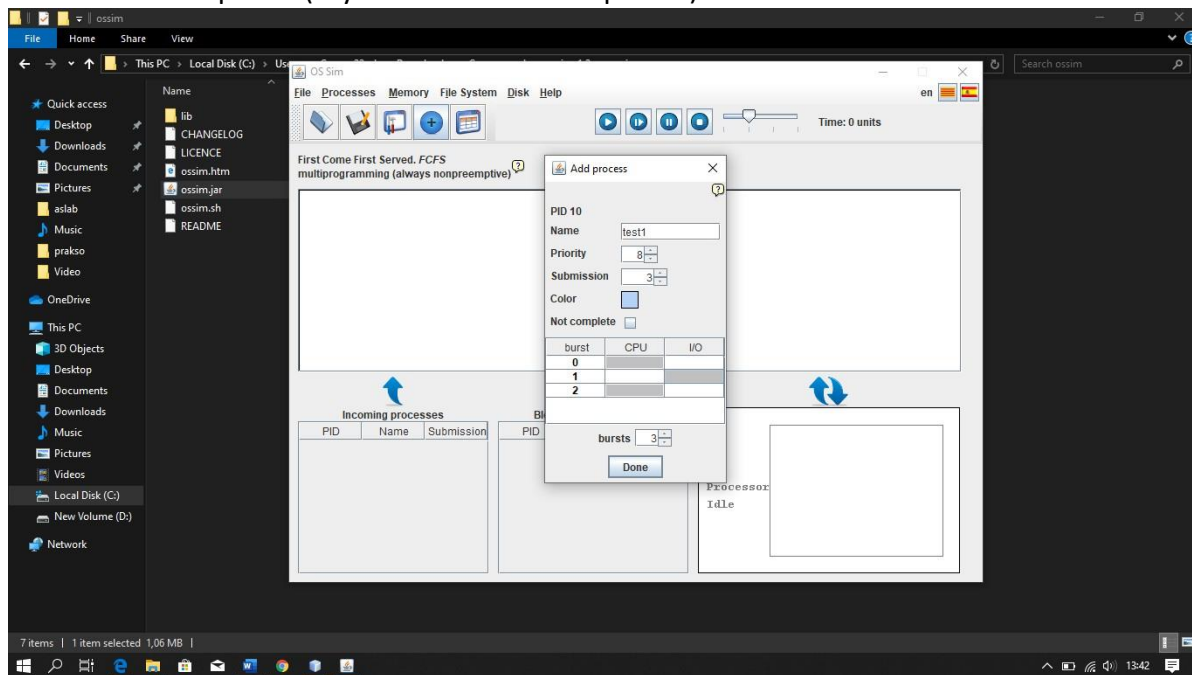 ossim
File Home Share View
This PC > Local Disk (C:) >
Search ossim
Quick access
Desktop
Downloads
Documents
Pictures
aslab
Music
prakso
Video
OneDrive
This PC
3D Objects
Desktop
Documents
Downloads
Music
Pictures
Videos
Local Disk (C:)
New Volume (D:)
Network
Name
lib
CHANGELOG
LICENCE
ossim.htm
ossim.jar
ossim.sh
README
OS Sim
File Processes Memory File System Disk Help
en
Time: 0 units
First Come First Served. FCFS
multiprogramming (always nonpreemptive)
Incoming processes
PID Name Submission
PID
Processor
Idle
Add process
PID 10
Name test1
Priority 8
Submission 3
Color
Not complete
burst CPU I/O
0
1
2
bursts 3
Done
7 items 1 item selected 1,06 MB
13:42